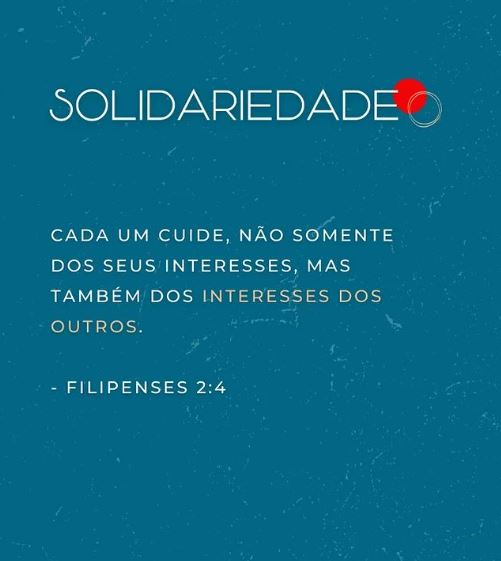 SOLIDARIEDADE
CADA UM CUIDE, NÃO SOMENTE
DOS SEUS INTERESSES, MAS
TAMBÉM DOS INTERESSES DOS
OUTROS.
- FILIPENSES 2:4